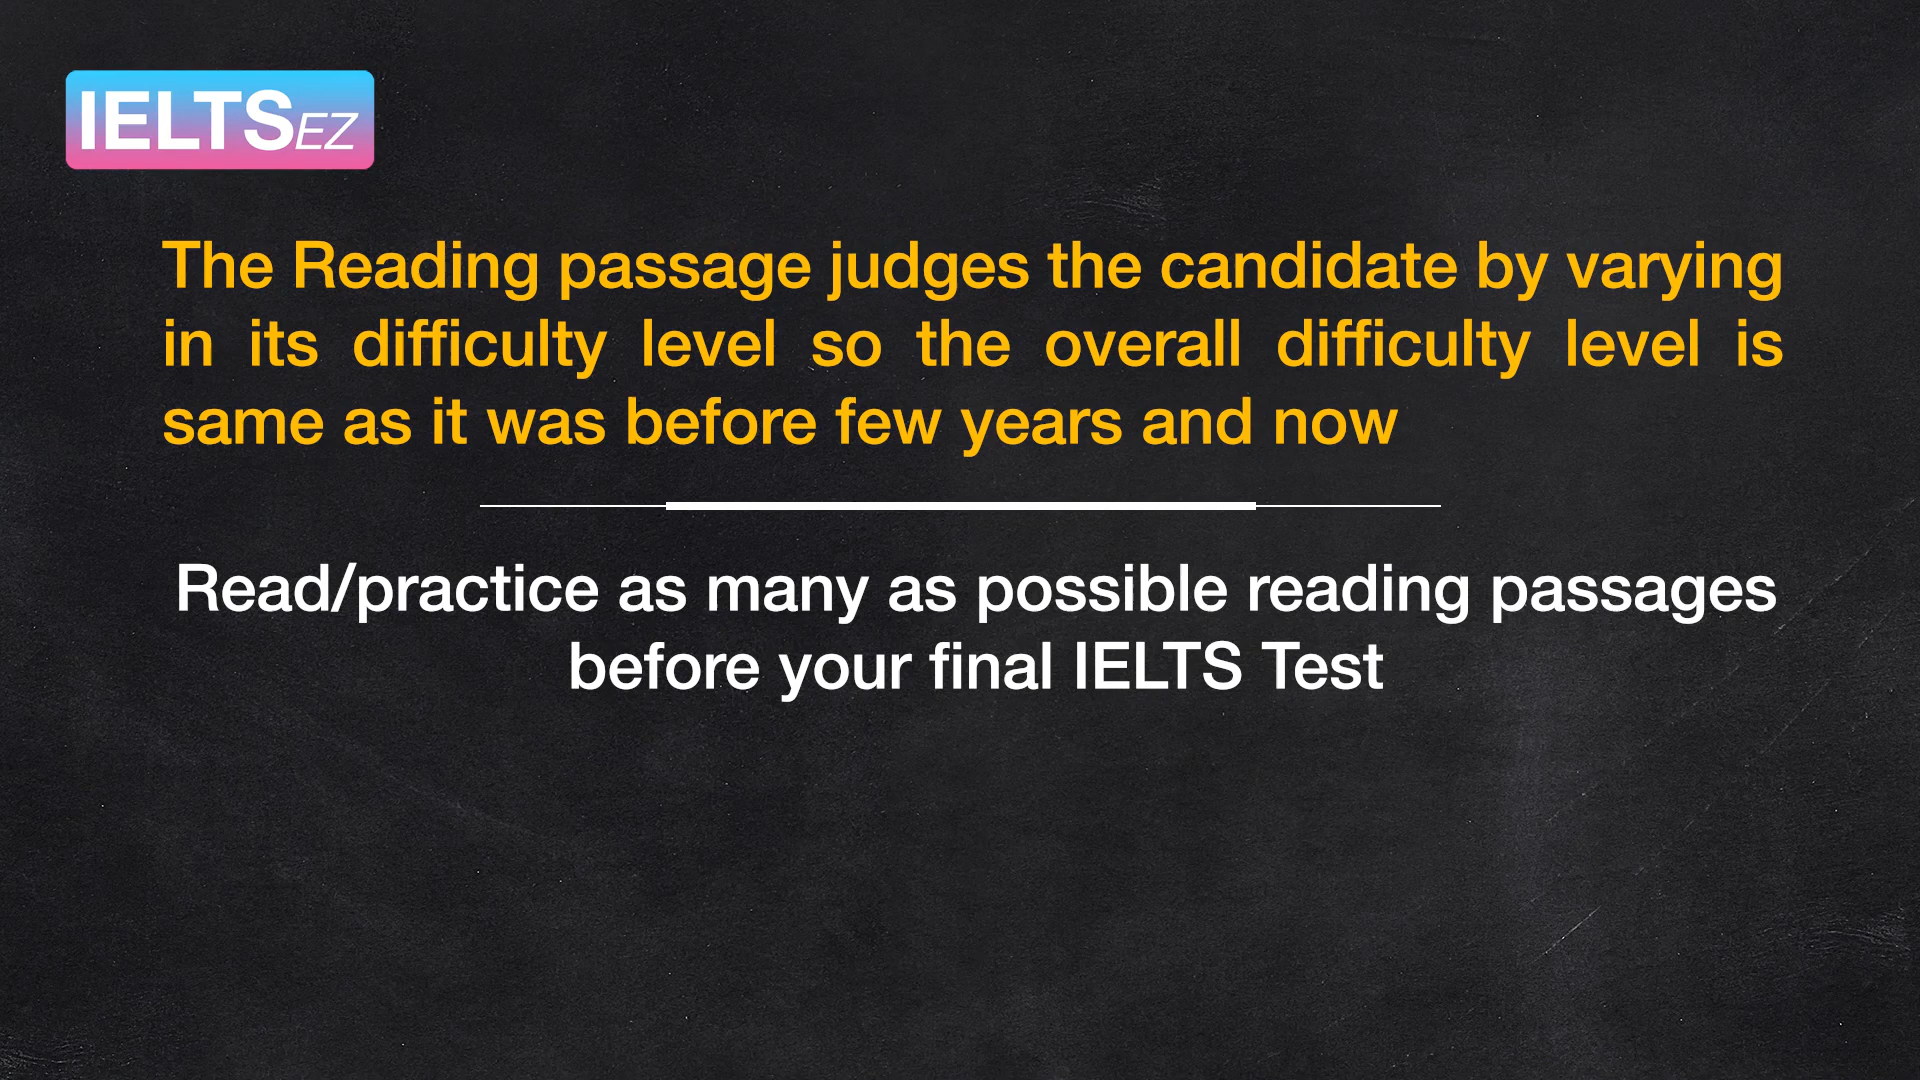 IELTSEZ
The Reading passage judges the candidate by varying
in its difficulty level so the overall difficulty level is
same as it was before few years and now
Read/practice as many as possible reading passages
before your final IELTS Test